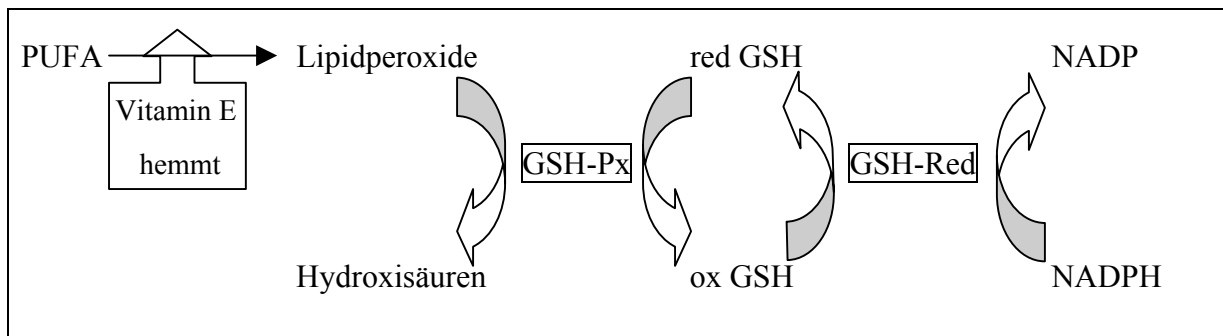 PUFA
Lipidperoxide
red GSH
NADP
Vitamin E
hemmt
GSH-Px
GSH-Red
Hydroxisäuren
ox GSH
NADPH